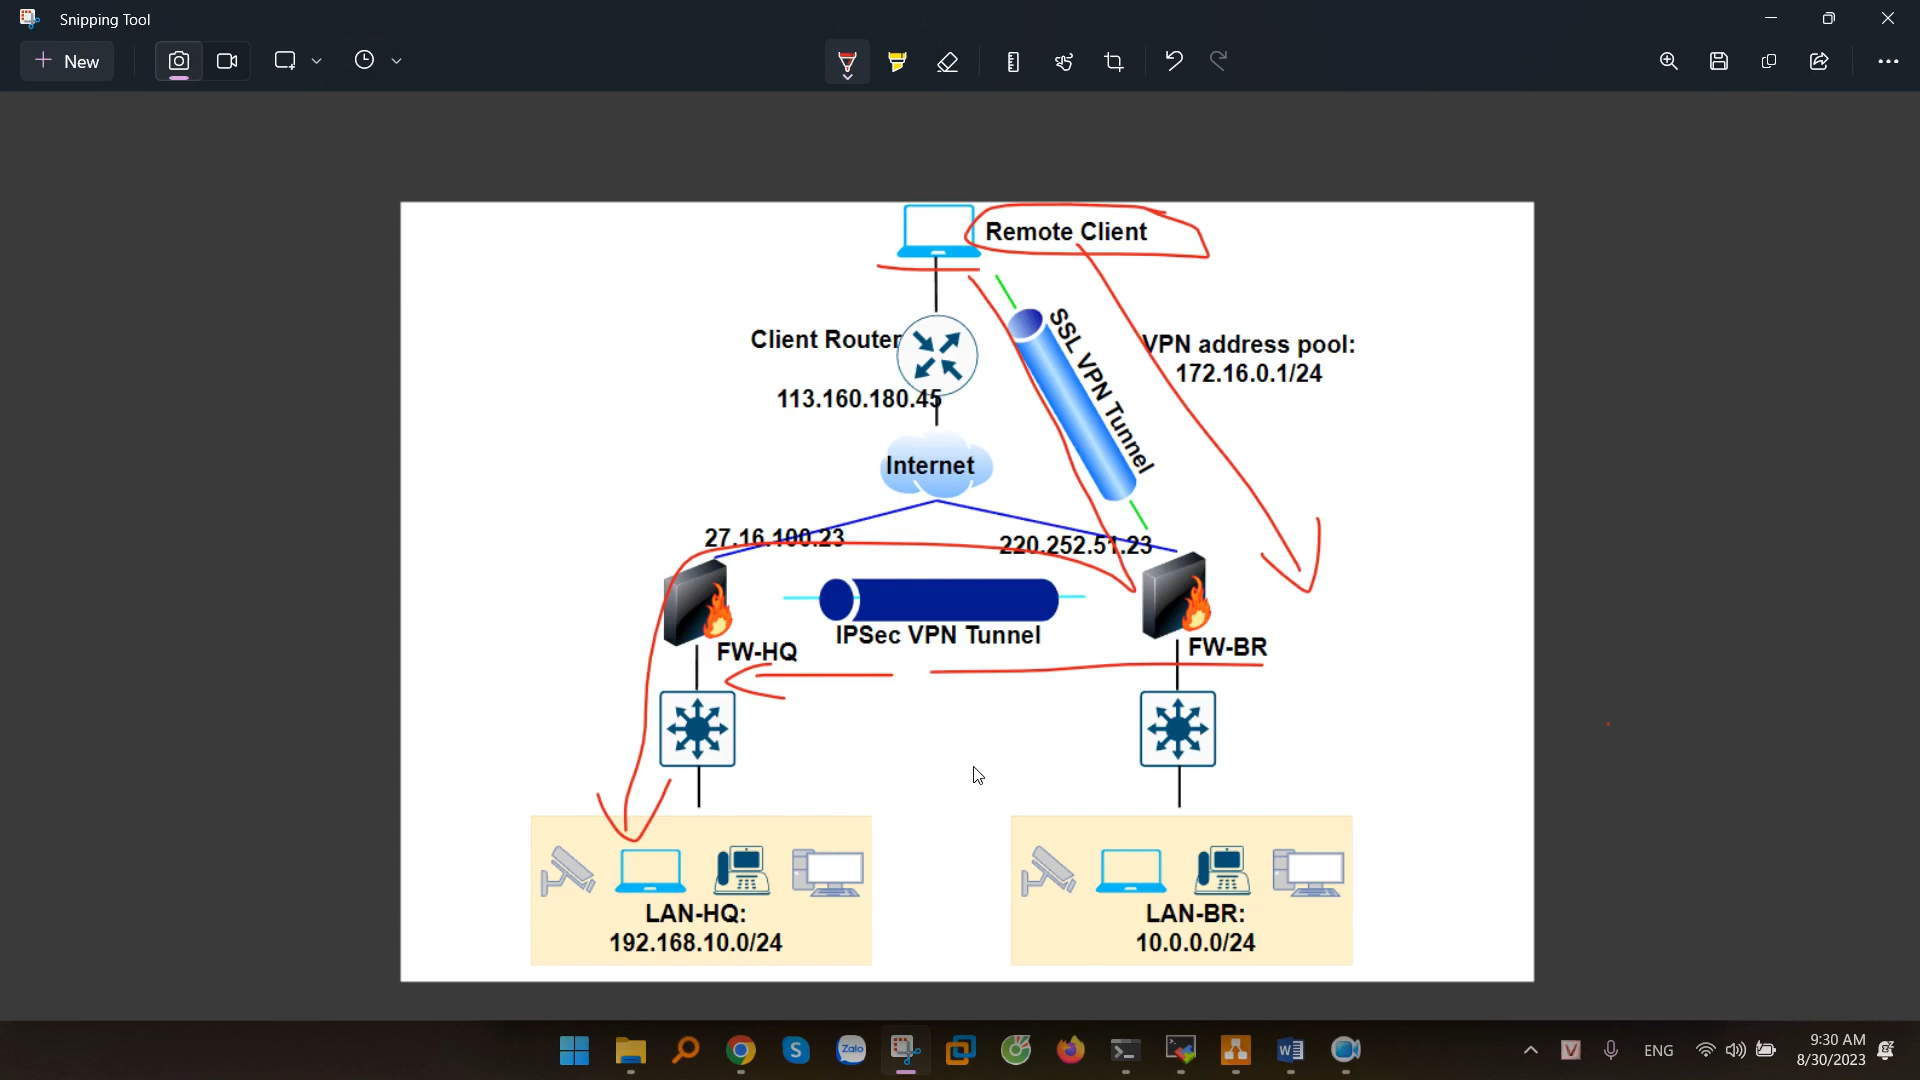 Snipping Tool
New
Remote Client
Client Router
SSL VPN Tunnel
VPN address pool:
172.16.0.1/24
113.160.180.45
Internet
27.16.100.23
220.252.51.23
IPSec VPN Tunnel
FW-HQ
FW-BR
LAN-HQ:
192.168.10.0/24
LAN-BR:
10.0.0.0/24
S
Zalo
W
V
ENG
9:30 AM
8/30/2023